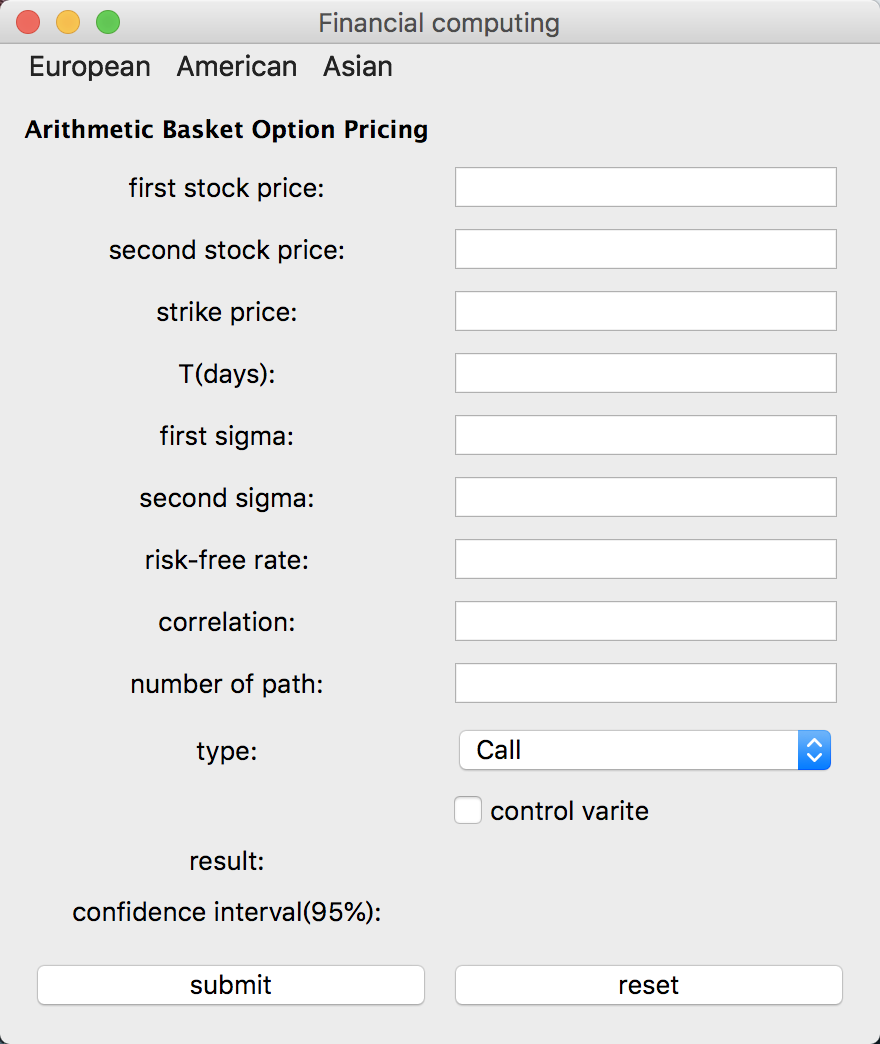 Financial computing
European American Asian
Arithmetic Basket Option Pricing
first stock price:
second stock price:
strike price:
T(days):
first sigma:
second sigma:
risk-free rate:
correlation:
number of path:
type: Call
control varite
result:
confidence interval(95%):
submit reset